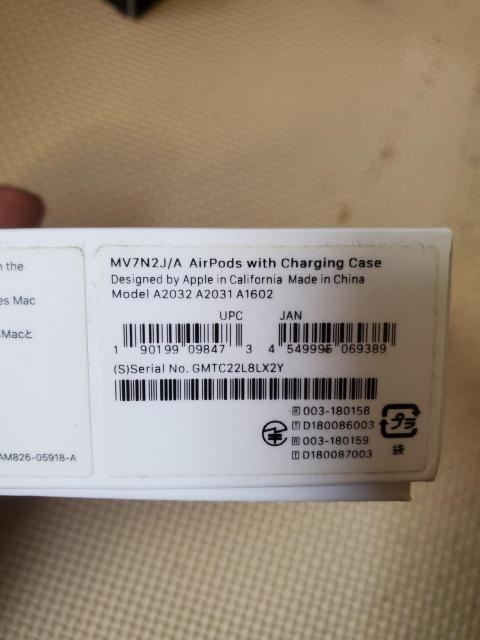 n the
es Mac
Macと
AM826-05918-A
MV7N2J/A AirPods with Charging Case
Designed by Apple in California Made in China
Model A2032 A2031 A1602
UPC JAN
1 90199 09847 3 4 549995 069389
(S)Serial No. GMTC22L8LX2Y
R 003-180158
T D180086003
R 003-180159
T D180087003
プラ
袋